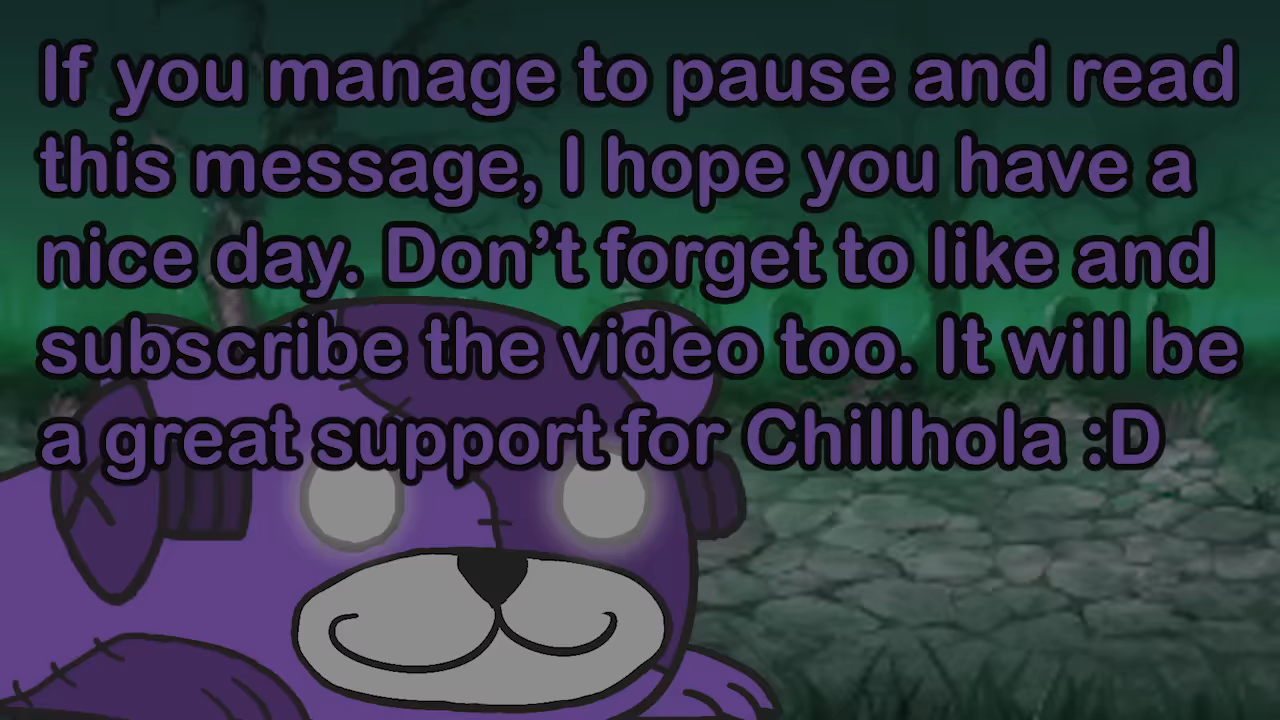 If you manage to pause and read
this message, I hope you have a
nice day. Don’t forget to like and
subscribe the video too. It will be
a great support for Chillhola :D